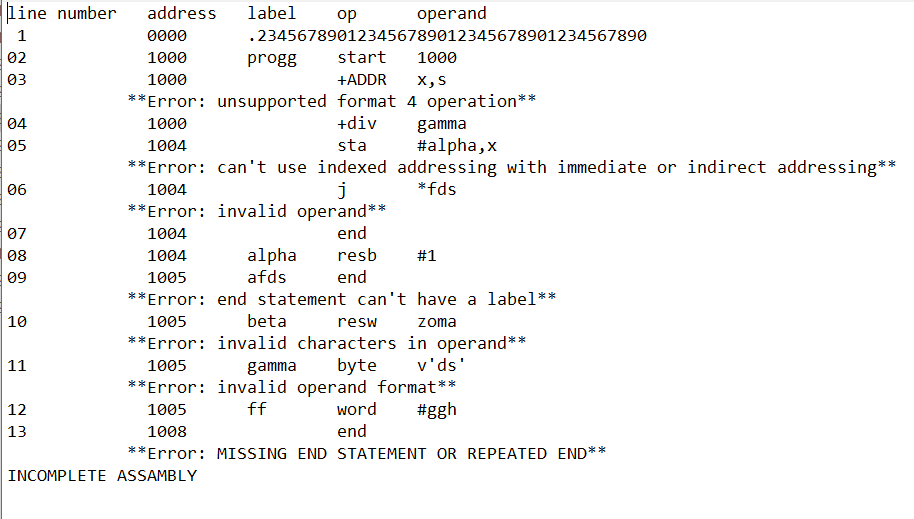 line number   address   label    op      operand
 1            0000      .23456789012345678901234567890123456​7890
02            1000      progg    start   1000
03            1000               +ADDR   x,s
            **Error: unsupported format 4 operation**
04            1000               +div    gamma
05            1004               sta     #alpha,x
            **Error: can't use indexed addressing with immediate or indirect addressing**
06            1004               j       *fds
            **Error: invalid operand**
07            1004               end
08            1004      alpha    resb    #1
09            1005      afds     end
            **Error: end statement can't have a label**
10            1005      beta     resw    zoma
            **Error: invalid characters in operand**
11            1005      gamma    byte    v'ds'
            **Error: invalid operand format**
12            1005      ff       word    #ggh
13            1008               end
            **Error: MISSING END STATEMENT OR REPEATED END**
INCOMPLETE ASSAMBLY